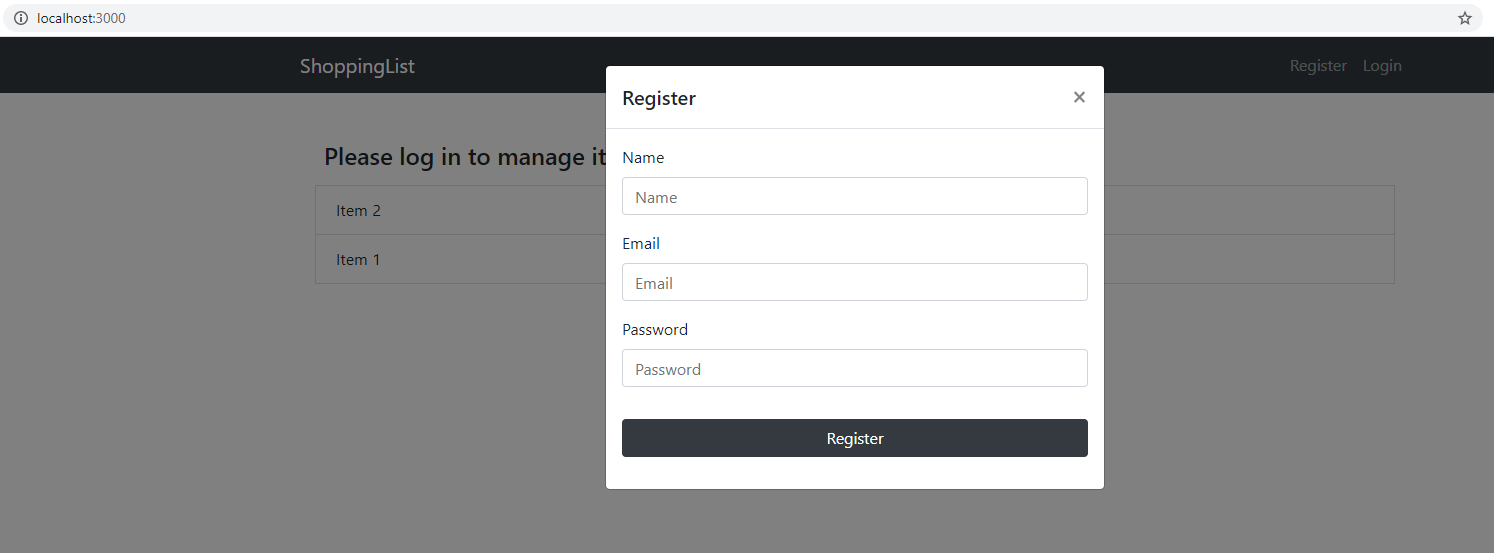 localhost:3000
ShoppingList
Register Login
Register ×
Please log in to manage it
Item 2
Item 1
Name
Name
Email
Email
Password
Password
Register